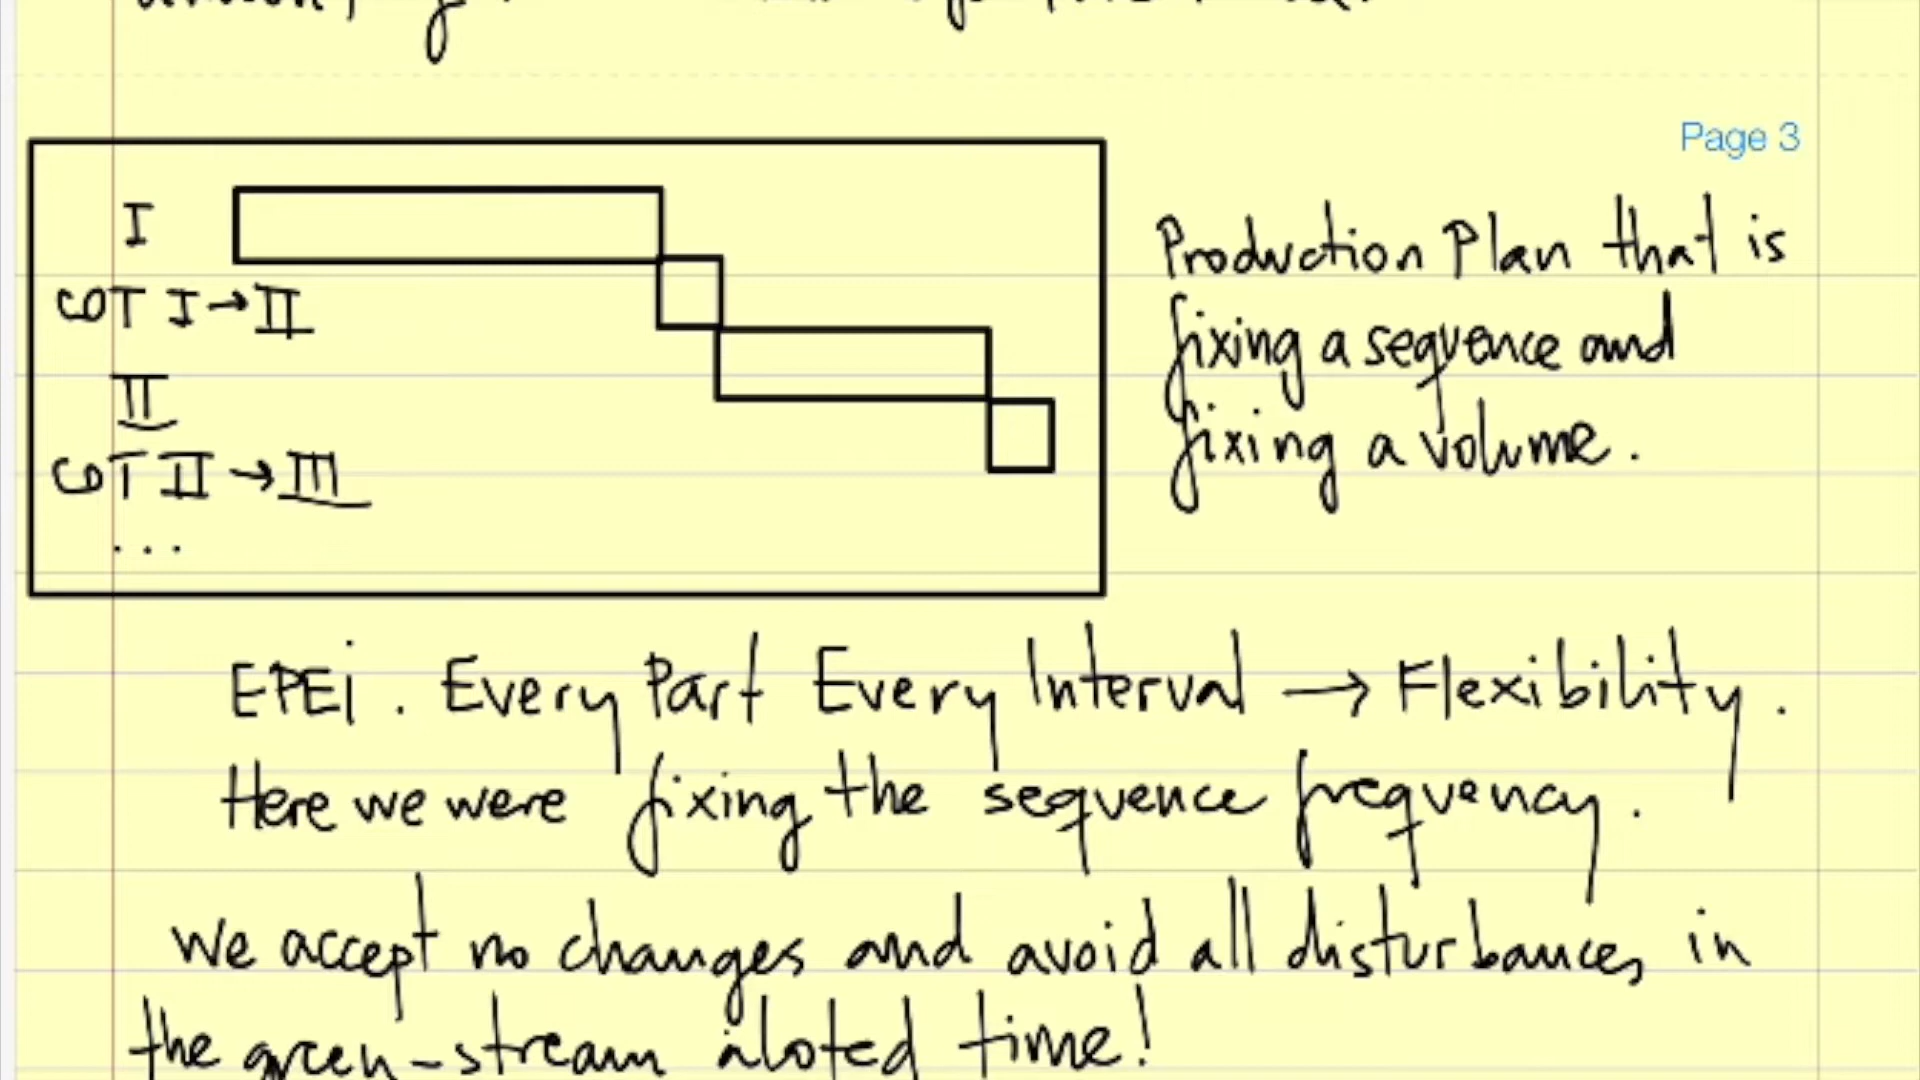 Page 3
I
COT I → II
II
COT II → III
...
Production Plan that is
fixing a sequence and
fixing a volume.
EPEi. Every Part Every Interval → Flexibility.
Here we were fixing the sequence frequency.
We accept no changes and avoid all disturbances in
the green-stream aloted time!